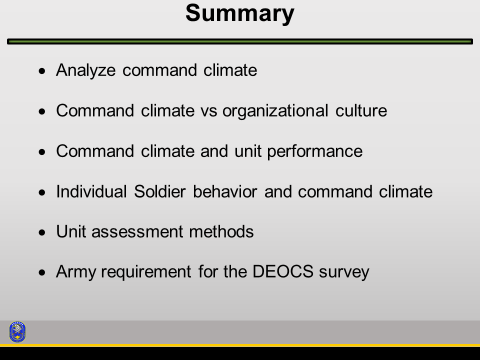 Summary
• Analyze command climate
• Command climate vs organizational culture
• Command climate and unit performance
• Individual Soldier behavior and command climate
• Unit assessment methods
• Army requirement for the DEOCS survey